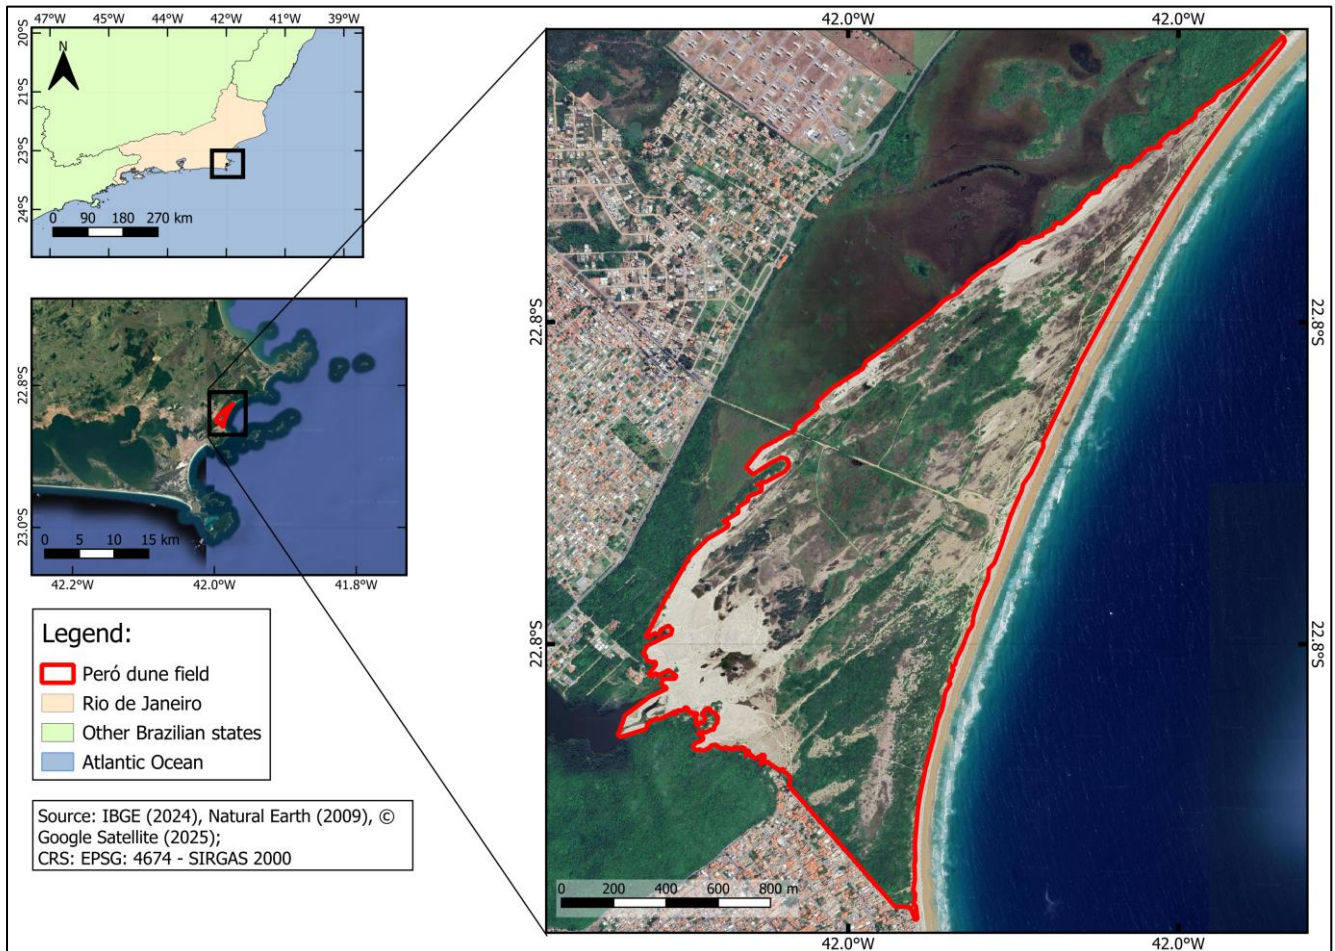 47°W 45°W 44°W 42°W 41°W 39°W
20°S
21°S
23°S
24°S
N
0 90 180 270 km
22.8°S
23.0°S
0 5 10 15 km
42.2°W 42.0°W 41.8°W
Legend:
Peró dune field
Rio de Janeiro
Other Brazilian states
Atlantic Ocean
Source: IBGE (2024), Natural Earth (2009), ©
Google Satellite (2025);
CRS: EPSG: 4674 - SIRGAS 2000
42.0°W 42.0°W
22.8°S 22.8°S
22.8°S 22.8°S
0 200 400 600 800 m
42.0°W 42.0°W